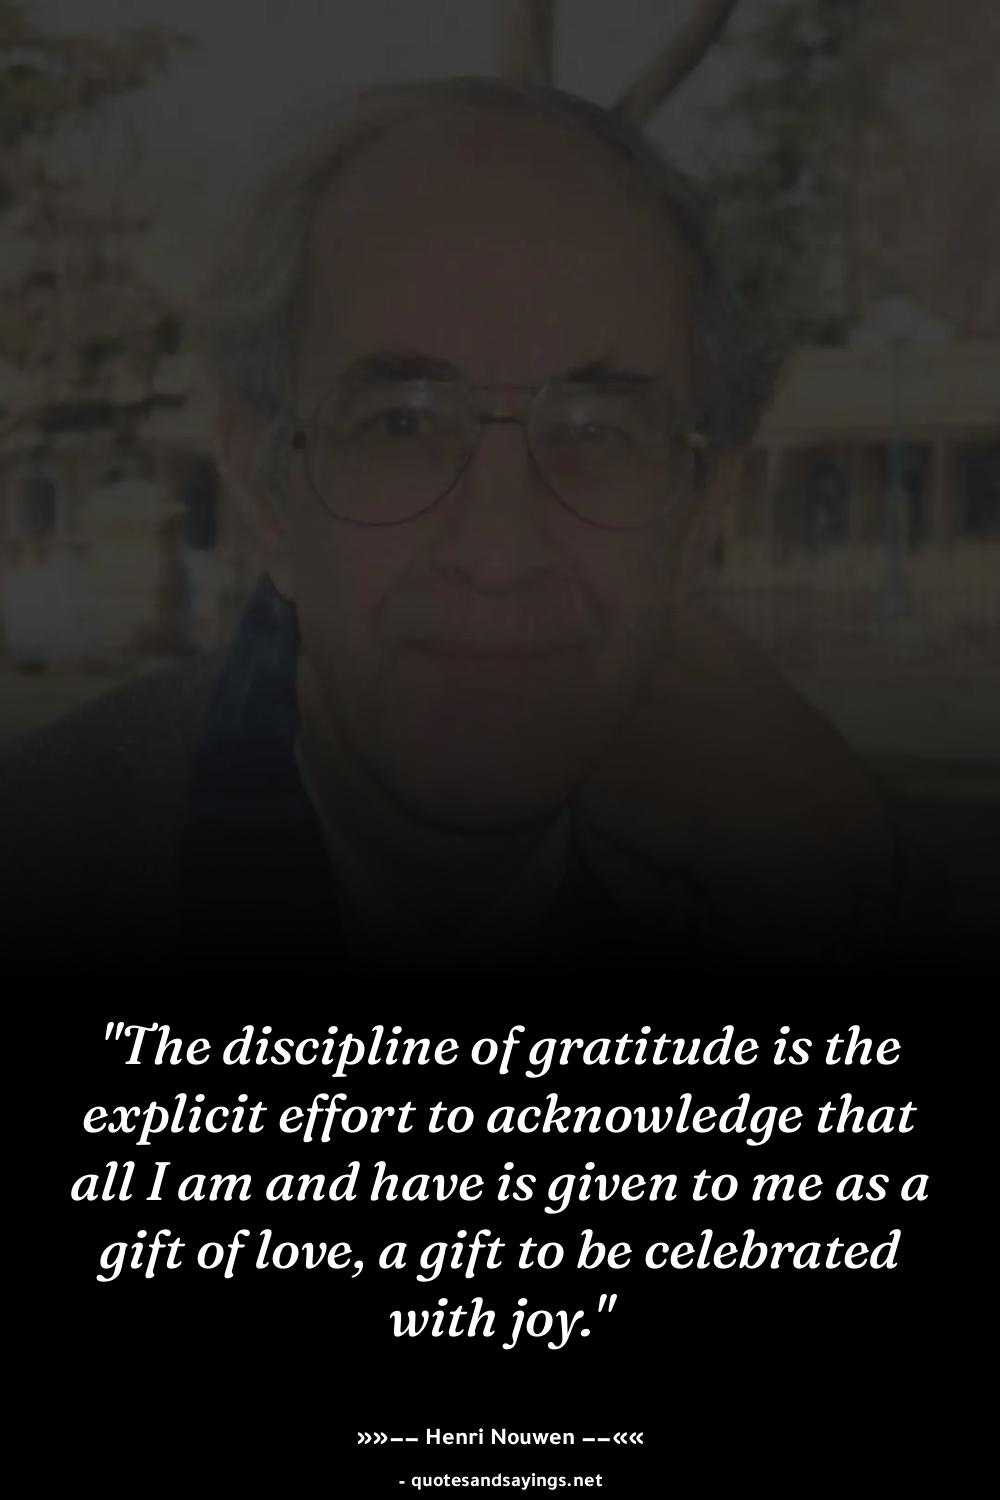 "The discipline of gratitude is the
explicit effort to acknowledge that
all I am and have is given to me as a
gift of love, a gift to be celebrated
with joy."
»»−− Henri Nouwen −−««
- quotesandsayings.net